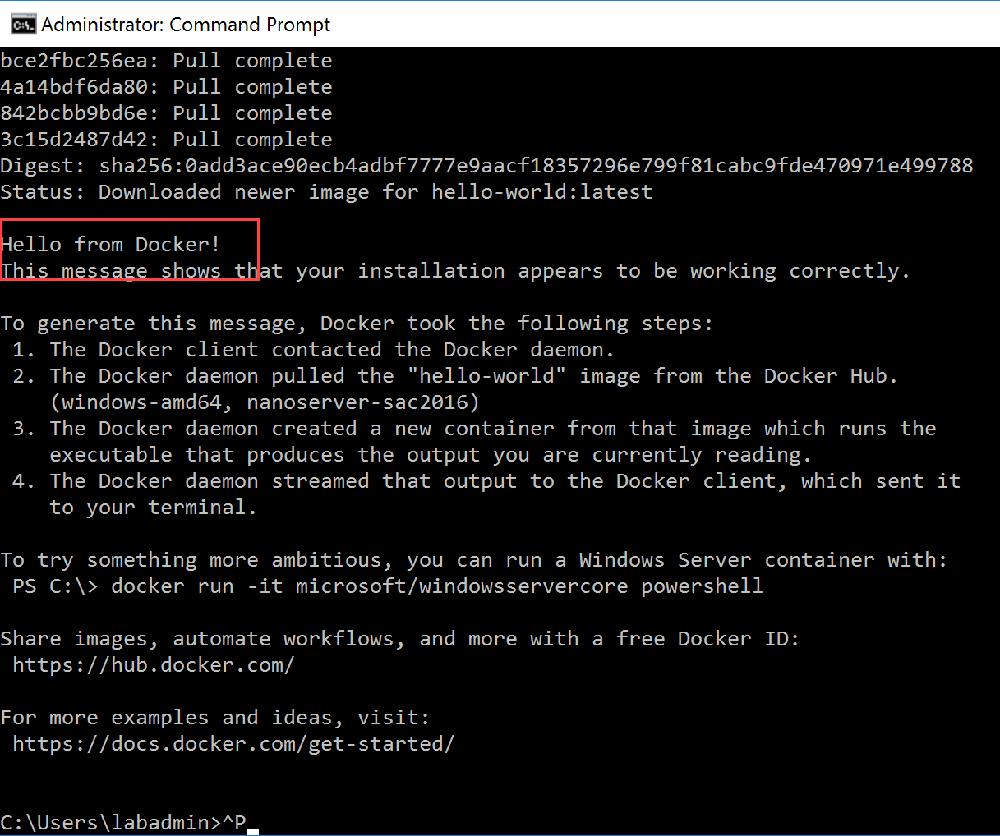 Administrator: Command Prompt
bce2fbc256ea: Pull complete
4a14bdf6da80: Pull complete
842bcbb9bd6e: Pull complete
3c15d2487d42: Pull complete
Digest: sha256:0add3ace90ecb4adbf7777e9aacf18357296e799f81cabc9fde470971e499788
Status: Downloaded newer image for hello-world:latest
Hello from Docker!
This message shows that your installation appears to be working correctly.
To generate this message, Docker took the following steps:
1. The Docker client contacted the Docker daemon.
2. The Docker daemon pulled the "hello-world" image from the Docker Hub.
(windows-amd64, nanoserver-sac2016)
3. The Docker daemon created a new container from that image which runs the
executable that produces the output you are currently reading.
4. The Docker daemon streamed that output to the Docker client, which sent it
to your terminal.
To try something more ambitious, you can run a Windows Server container with:
PS C:\> docker run -it microsoft/windowsservercore powershell
Share images, automate workflows, and more with a free Docker ID:
https://hub.docker.com/
For more examples and ideas, visit:
https://docs.docker.com/get-started/
C:\Users\labadmin>^P